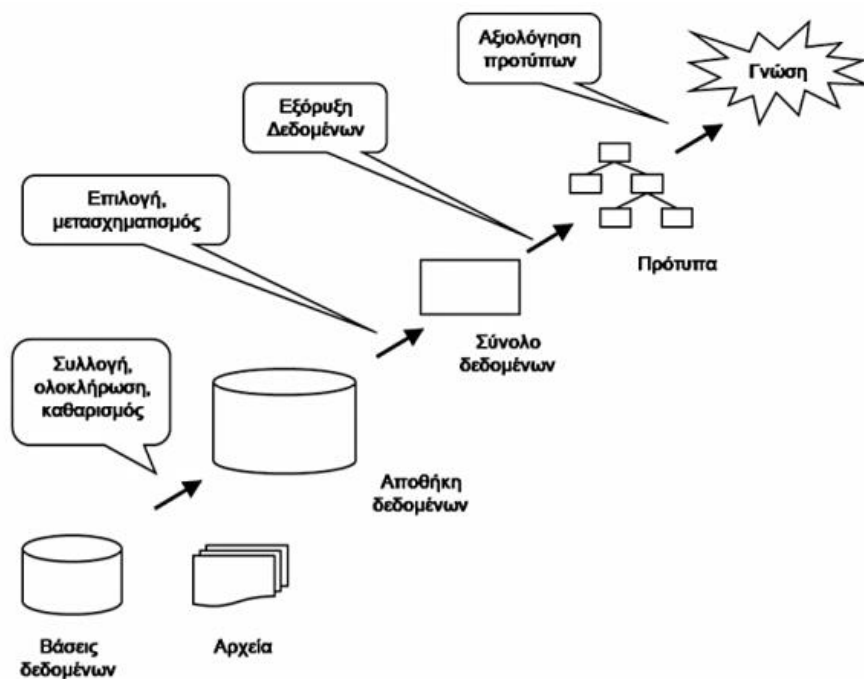 Αξιολόγηση
προτύπων
Γνώση
Εξόρυξη
Δεδομένων
Επιλογή,
μετασχηματισμός
Πρότυπα
Συλλογή,
ολοκλήρωση,
καθαρισμός
Σύνολο
δεδομένων
Αποθήκη
δεδομένων
Βάσεις
δεδομένων
Αρχεία